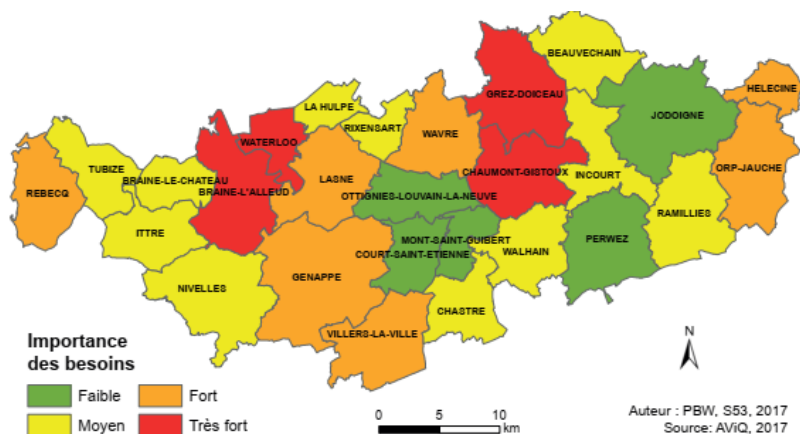 BEAUVECHAIN
GREZ-DOICEAU
HELECINE
LA HULPE
JODOIGNE
WATERLOO
RIXENSART
WAVRE
TUBIZE
CHAUMONT-GISTOUX
ORP-JAUCHE
BRAINE-LE-CHATEAU
LASNE
INCOURT
REBECQ
BRAINE-L'ALLEUD
OTTIGNIES-LOUVAIN-LA-NEUVE
RAMILLIES
ITTRE
MONT-SAINT-GUIBERT
PERWEZ
COURT-SAINT-ETIENNE
WALHAIN
GENAPPE
NIVELLES
CHASTRE
VILLERS-LA-VILLE
Importance
des besoins
Faible
Fort
Moyen
Très fort
0 5 10
km
N
Auteur : PBW, S53, 2017
Source: AViQ, 2017